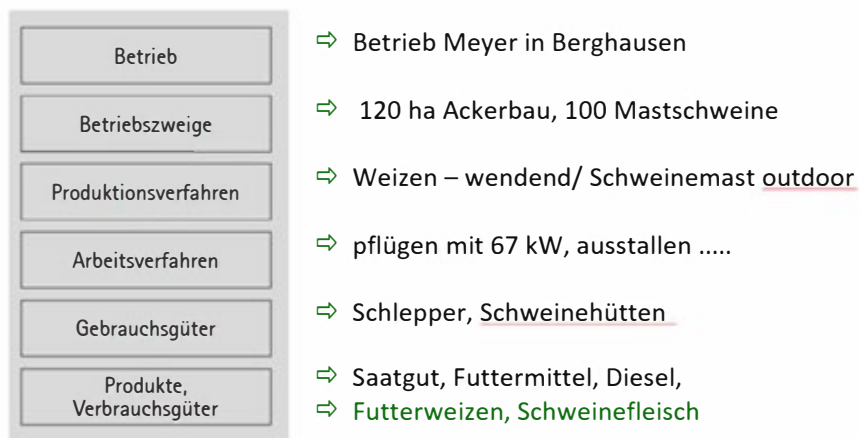 Betrieb
⇨ Betrieb Meyer in Berghausen
Betriebszweige
⇨ 120 ha Ackerbau, 100 Mastschweine
Produktionsverfahren
⇨ Weizen – wendend/ Schweinemast outdoor
Arbeitsverfahren
⇨ pflügen mit 67 kW, ausstallen .....
Gebrauchsgüter
⇨ Schlepper, Schweinehütten
Produkte,
Verbrauchsgüter
⇨ Saatgut, Futtermittel, Diesel,
⇨ Futterweizen, Schweinefleisch